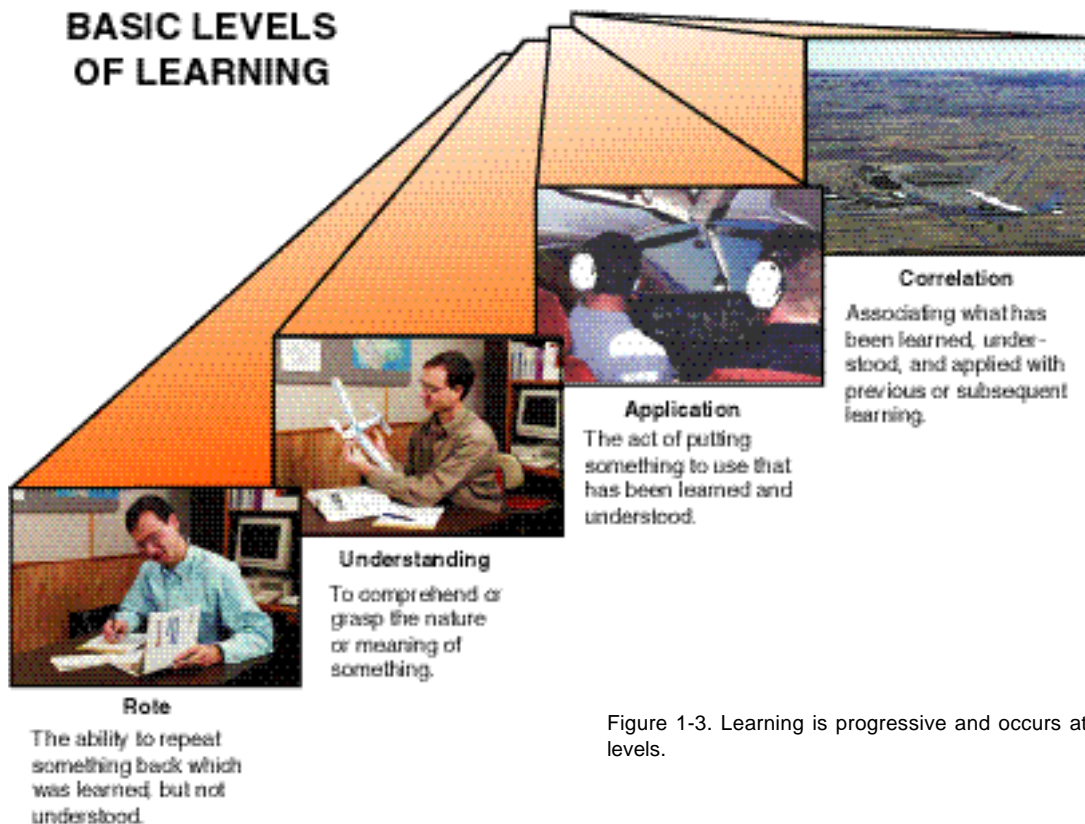 BASIC LEVELS
OF LEARNING
Correlation
Associating what has
been learned, under-
stood, and applied with
previous or subsequent
learning.
Application
The act of putting
something to use that
has been learned and
understood.
Understanding
To comprehend or
grasp the nature
or meaning of
something.
Rote
The ability to repeat
something back which
was learned, but not
understood.
Figure 1-3. Learning is progressive and occurs at
levels.